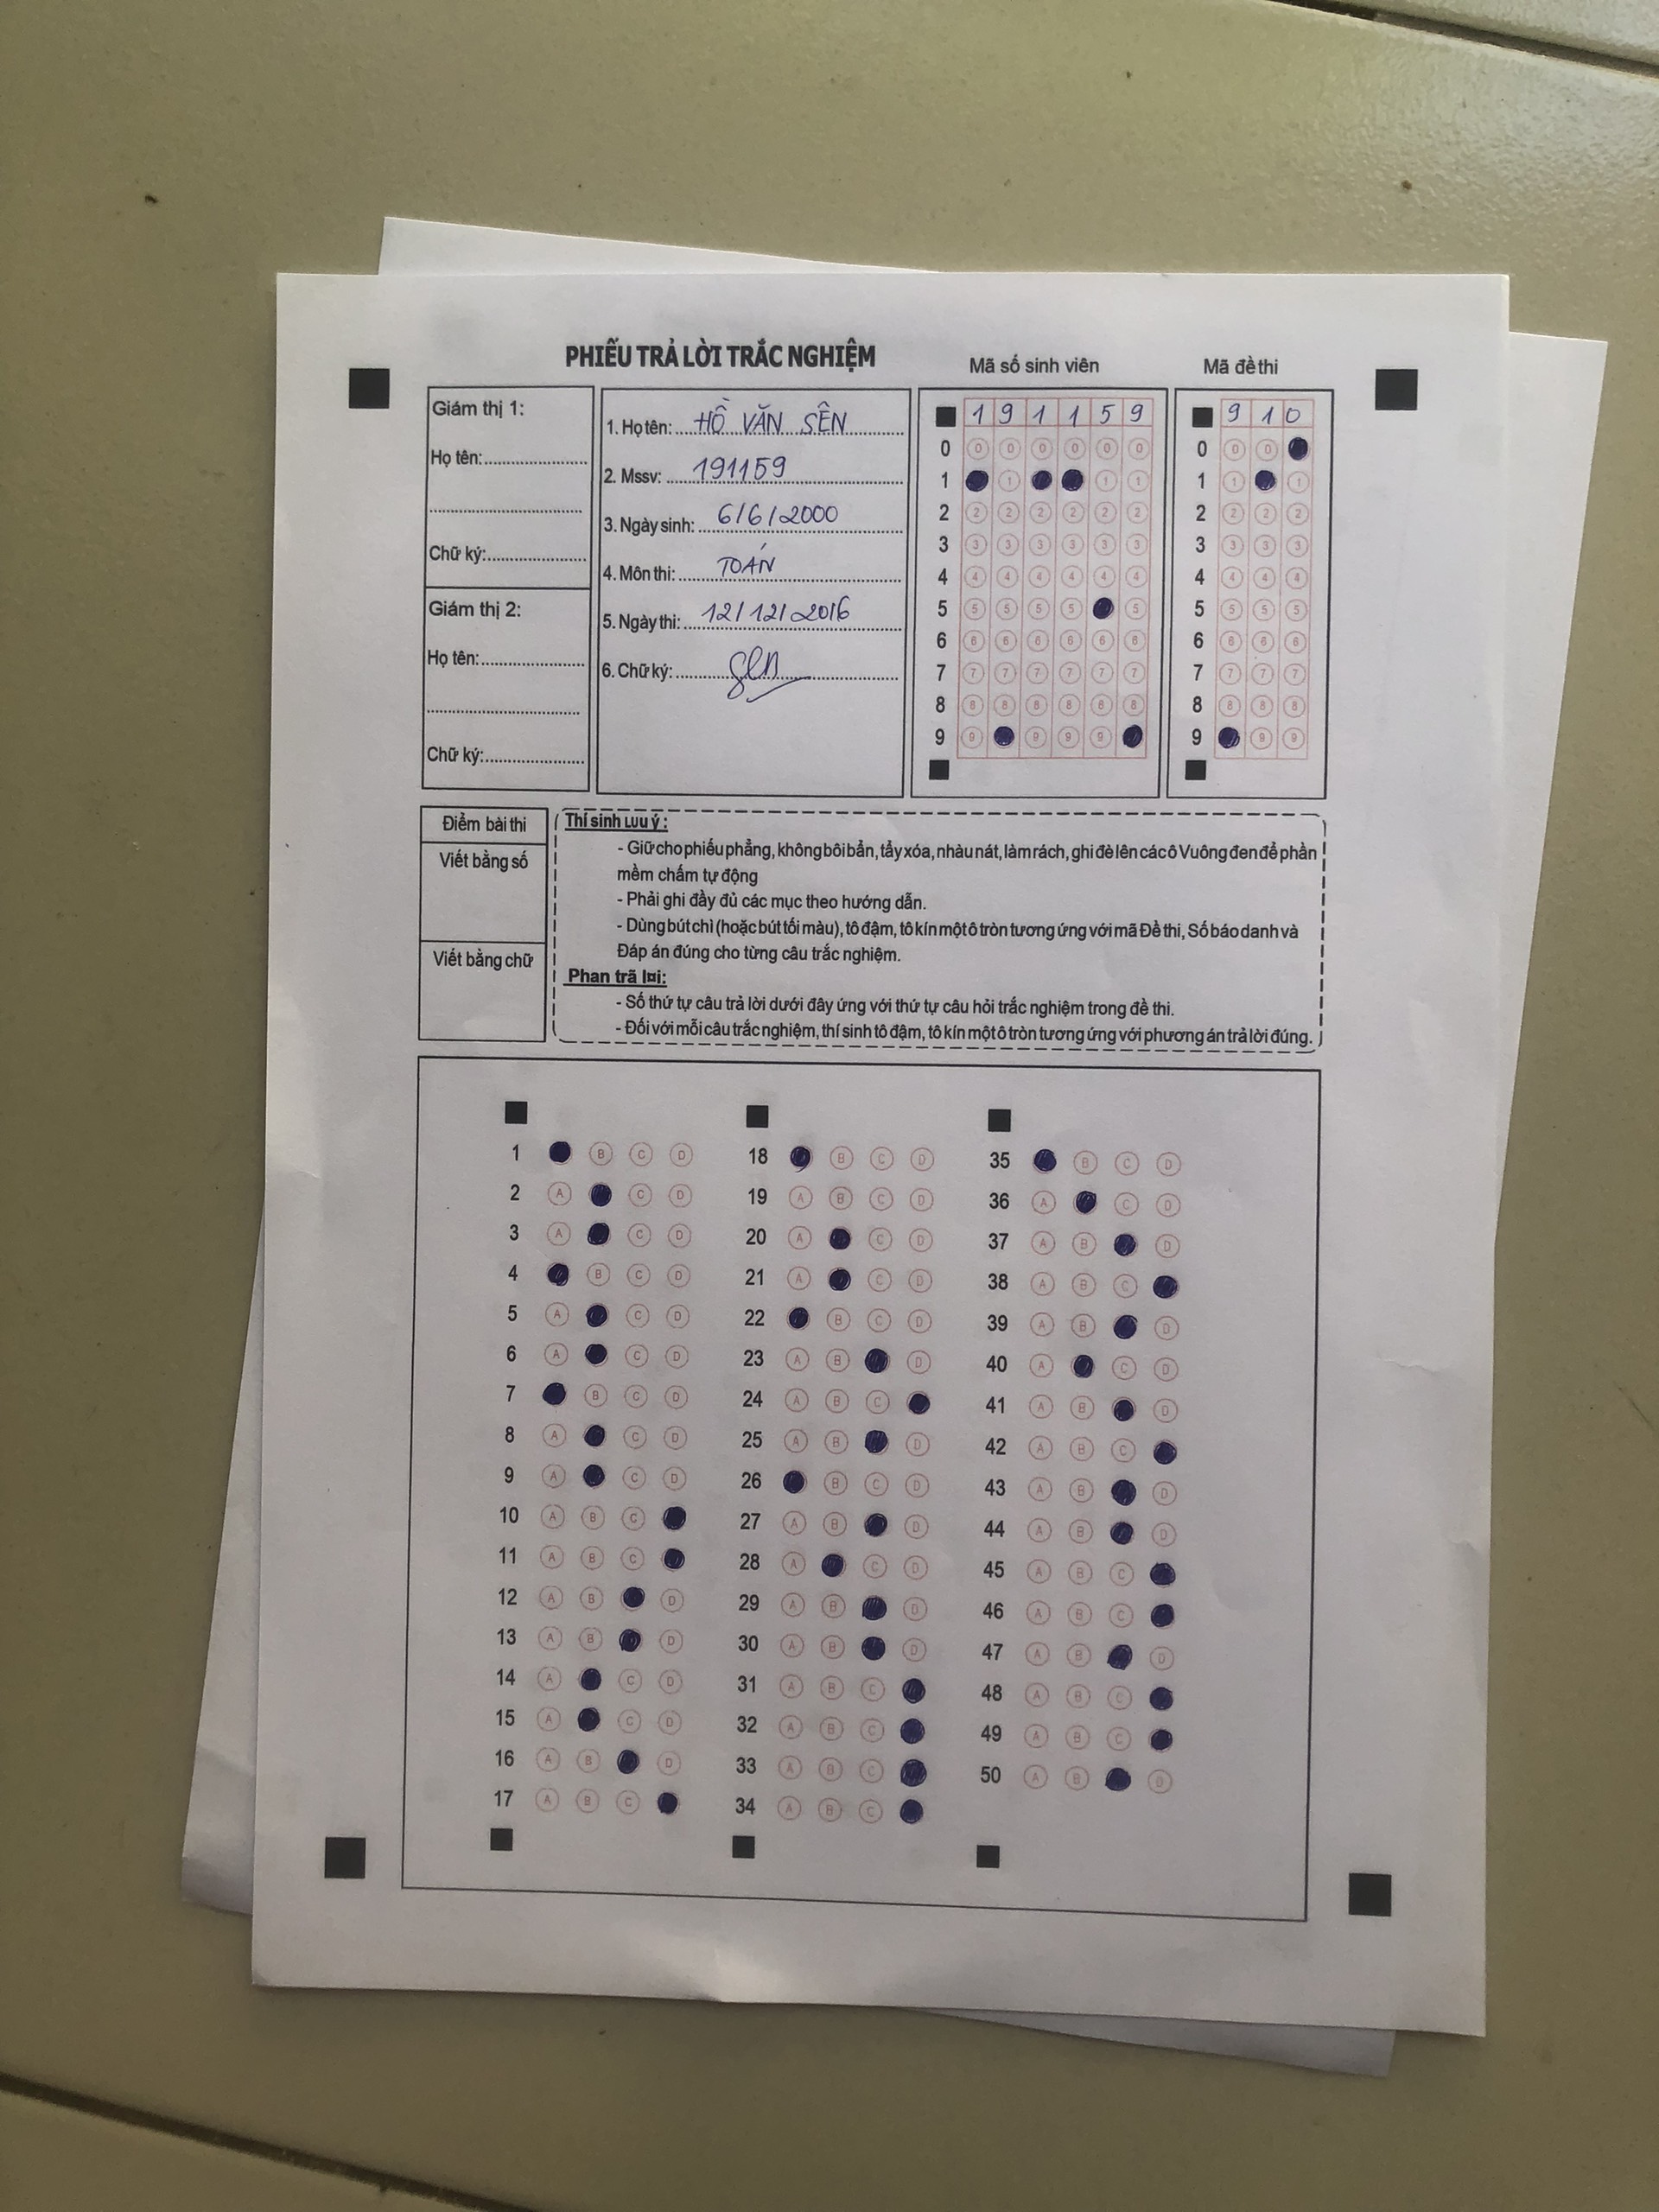 PHIẾU TRẢ LỜI TRẮC NGHIỆM
Mã số sinh viên
Mã đề thi
Giám thị 1:
Họ tên:
Chữ ký:
Giám thị 2:
Họ tên:
Chữ ký:
1. Họ tên: HỒ VĂN SÊN
2. Mssv: 191159
3. Ngày sinh: 6/6/2000
4. Môn thi: TOÁN
5. Ngày thi: 12/12/2016
6. Chữ ký: Sen
1 9 1 1 5 9
0 0 0 0 0 0 0
1 1 1 1
2 2 2 2 2 2 2
3 3 3 3 3 3 3
4 4 4 4 4 4 4
5 5 5 5 5 5
6 6 6 6 6 6 6
7 7 7 7 7 7 7
8 8 8 8 8 8 8
9 9 9 9 9
9 1 0
0 0 0
1 1 1
2 2 2 2
3 3 3 3
4 4 4 4
5 5 5 5
6 6 6 6
7 7 7 7
8 8 8 8
9 9 9
Điểm bài thi
Viết bằng số
Viết bằng chữ
Thí sinh Lưu ý :
- Giữ cho phiếu phẳng, không bôi bẩn, tẩy xóa, nhàu nát, làm rách, ghi đè lên các ô Vuông đen để phần
mềm chấm tự động
- Phải ghi đầy đủ các mục theo hướng dẫn.
- Dùng bút chì (hoặc bút tối màu), tô đậm, tô kín một ô tròn tương ứng với mã Đề thi, Số báo danh và
Đáp án đúng cho từng câu trắc nghiệm.
Phan trã l¤i:
- Số thứ tự câu trả lời dưới đây ứng với thứ tự câu hỏi trắc nghiệm trong đề thi.
- Đối với mỗi câu trắc nghiệm, thí sinh tô đậm, tô kín một ô tròn tương ứng với phương án trả lời đúng.
1 B C D
2 A C D
3 A C D
4 B C D
5 A C D
6 A C D
7 B C D
8 A C D
9 A C D
10 A B C
11 A B C
12 A B D
13 A B D
14 A C D
15 A C D
16 A B D
17 A B C
18 B C D
19 A B C D
20 A C D
21 A C D
22 B C D
23 A B D
24 A B C
25 A B D
26 B C D
27 A B D
28 A C D
29 A B D
30 A B D
31 A B C
32 A B C
33 A B C
34 A B C
35 B C D
36 A C D
37 A B D
38 A B C
39 A B D
40 A C D
41 A B D
42 A B C
43 A B D
44 A B D
45 A B C
46 A B C
47 A B D
48 A B C
49 A B C
50 A B D